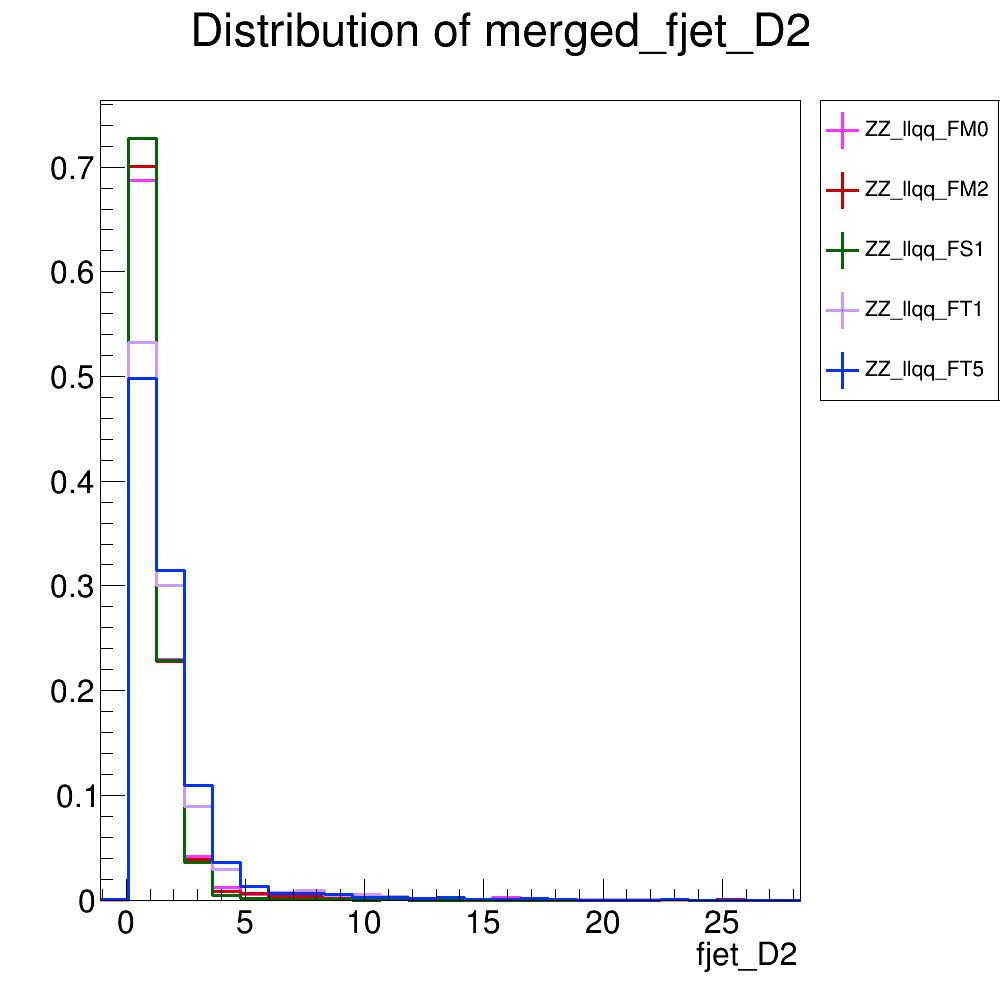 Distribution of merged_fjet_D2
ZZ_llqq_FM0
ZZ_llqq_FM2
ZZ_llqq_FS1
ZZ_llqq_FT1
ZZ_llqq_FT5
0.7
0.6
0.5
0.4
0.3
0.2
0.1
0
0 5 10 15 20 25
fjet_D2